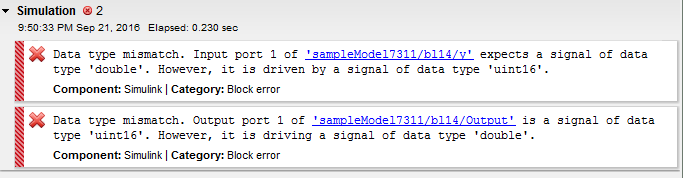 Simulation 2
9:50:33 PM Sep 21, 2016 Elapsed: 0.230 sec
Data type mismatch. Input port 1 of 'sampleModel7311/bl14/y' expects a signal of data
type 'double'. However, it is driven by a signal of data type 'uint16'.
Component: Simulink | Category: Block error
Data type mismatch. Output port 1 of 'sampleModel7311/bl14/Output' is a signal of data
type 'uint16'. However, it is driving a signal of data type 'double'.
Component: Simulink | Category: Block error